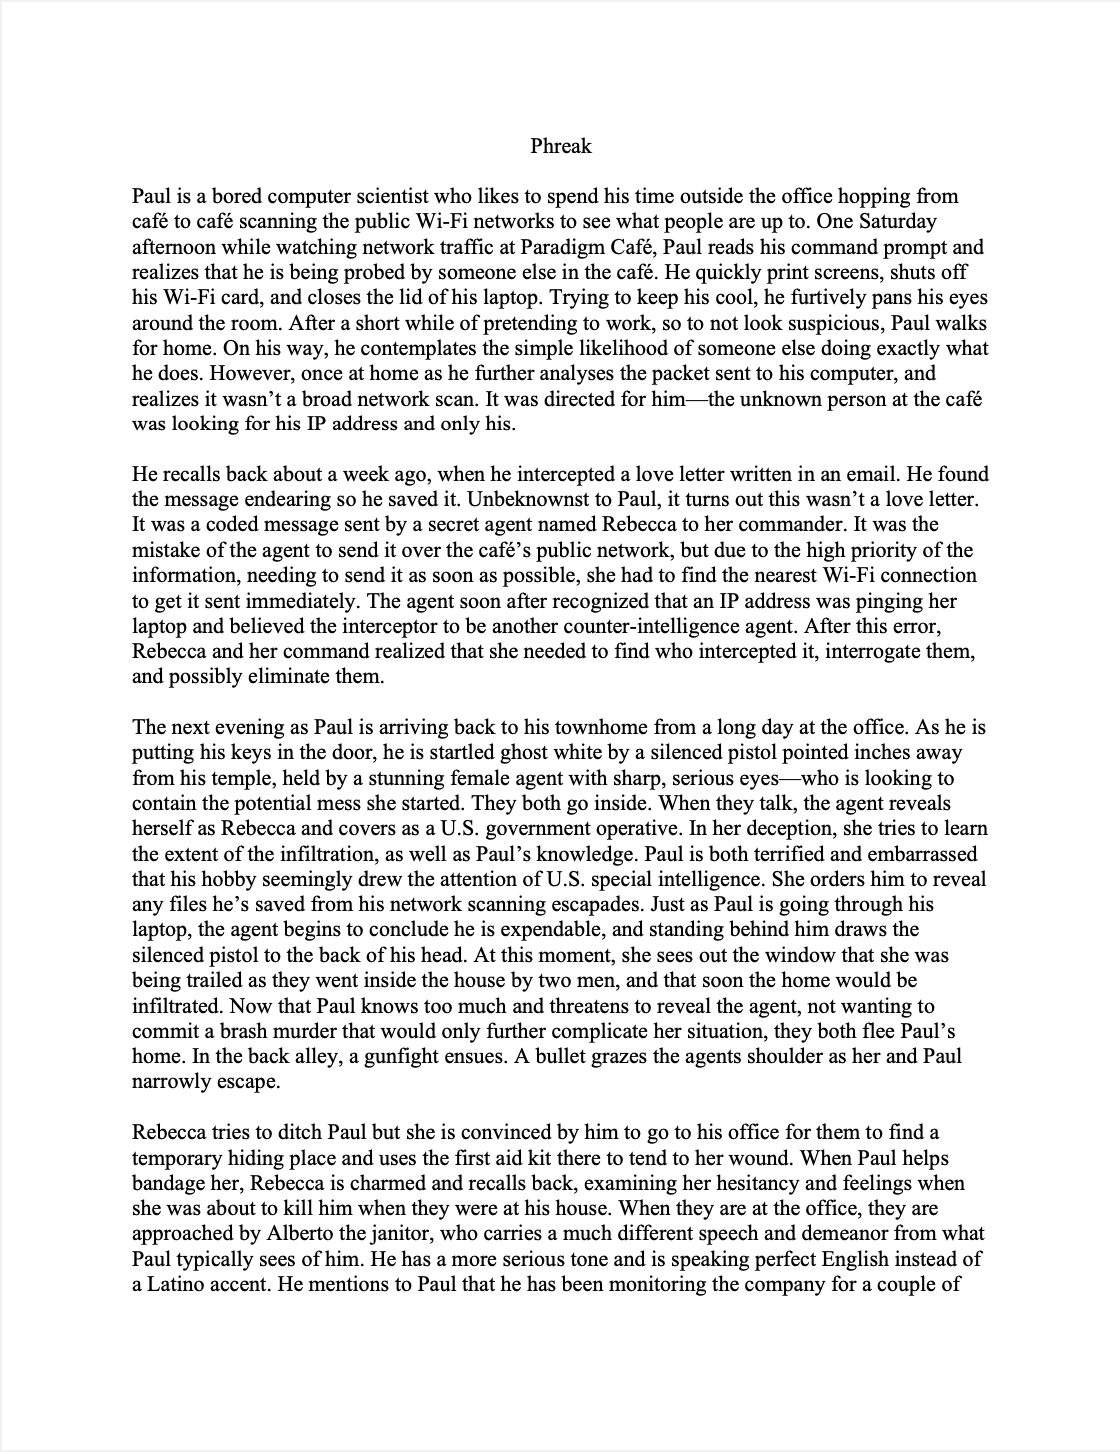 Phreak
Paul is a bored computer scientist who likes to spend his time outside the office hopping from
café to café scanning the public Wi-Fi networks to see what people are up to. One Saturday
afternoon while watching network traffic at Paradigm Café, Paul reads his command prompt and
realizes that he is being probed by someone else in the café. He quickly print screens, shuts off
his Wi-Fi card, and closes the lid of his laptop. Trying to keep his cool, he furtively pans his eyes
around the room. After a short while of pretending to work, so to not look suspicious, Paul walks
for home. On his way, he contemplates the simple likelihood of someone else doing exactly what
he does. However, once at home as he further analyses the packet sent to his computer, and
realizes it wasn’t a broad network scan. It was directed for him—the unknown person at the café
was looking for his IP address and only his.
He recalls back about a week ago, when he intercepted a love letter written in an email. He found
the message endearing so he saved it. Unbeknownst to Paul, it turns out this wasn’t a love letter.
It was a coded message sent by a secret agent named Rebecca to her commander. It was the
mistake of the agent to send it over the café’s public network, but due to the high priority of the
information, needing to send it as soon as possible, she had to find the nearest Wi-Fi connection
to get it sent immediately. The agent soon after recognized that an IP address was pinging her
laptop and believed the interceptor to be another counter-intelligence agent. After this error,
Rebecca and her command realized that she needed to find who intercepted it, interrogate them,
and possibly eliminate them.
The next evening as Paul is arriving back to his townhome from a long day at the office. As he is
putting his keys in the door, he is startled ghost white by a silenced pistol pointed inches away
from his temple, held by a stunning female agent with sharp, serious eyes—who is looking to
contain the potential mess she started. They both go inside. When they talk, the agent reveals
herself as Rebecca and covers as a U.S. government operative. In her deception, she tries to learn
the extent of the infiltration, as well as Paul’s knowledge. Paul is both terrified and embarrassed
that his hobby seemingly drew the attention of U.S. special intelligence. She orders him to reveal
any files he’s saved from his network scanning escapades. Just as Paul is going through his
laptop, the agent begins to conclude he is expendable, and standing behind him draws the
silenced pistol to the back of his head. At this moment, she sees out the window that she was
being trailed as they went inside the house by two men, and that soon the home would be
infiltrated. Now that Paul knows too much and threatens to reveal the agent, not wanting to
commit a brash murder that would only further complicate her situation, they both flee Paul’s
home. In the back alley, a gunfight ensues. A bullet grazes the agents shoulder as her and Paul
narrowly escape.
Rebecca tries to ditch Paul but she is convinced by him to go to his office for them to find a
temporary hiding place and uses the first aid kit there to tend to her wound. When Paul helps
bandage her, Rebecca is charmed and recalls back, examining her hesitancy and feelings when
she was about to kill him when they were at his house. When they are at the office, they are
approached by Alberto the janitor, who carries a much different speech and demeanor from what
Paul typically sees of him. He has a more serious tone and is speaking perfect English instead of
a Latino accent. He mentions to Paul that he has been monitoring the company for a couple of